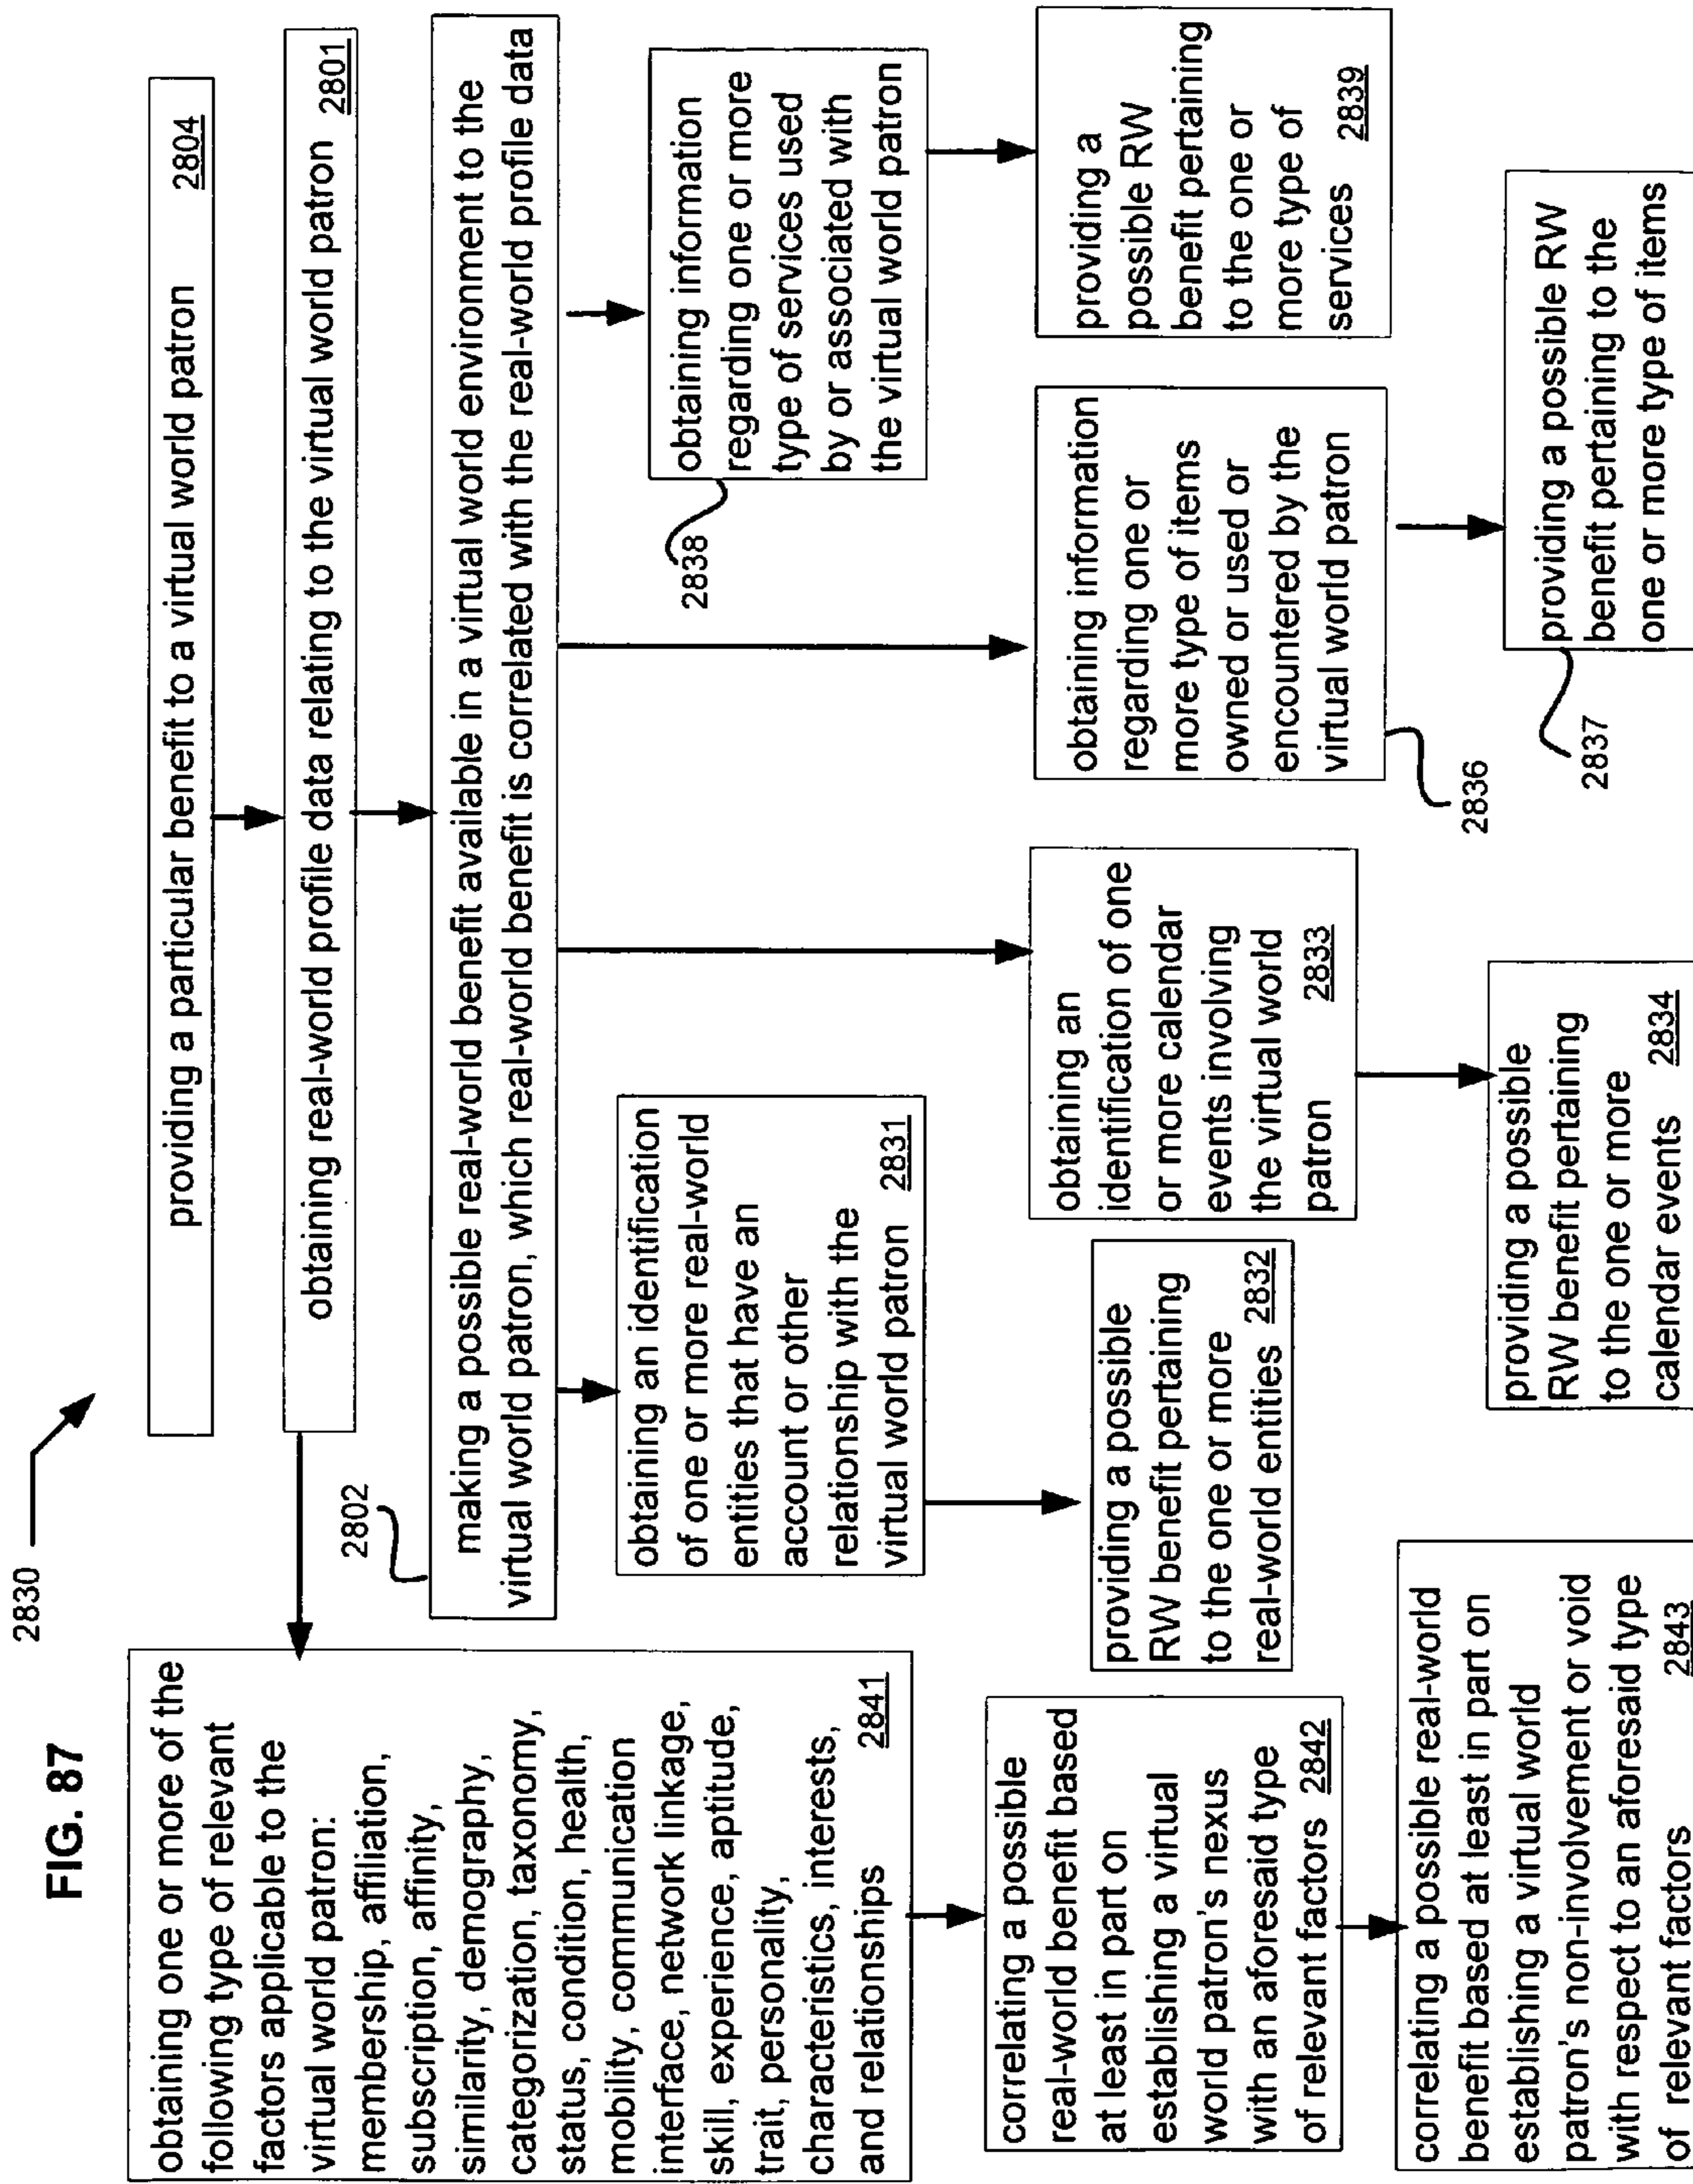 FIG. 87
2830
providing a particular benefit to a virtual world patron 2804
obtaining real-world profile data relating to the virtual world patron 2801
2802
making a possible real-world benefit available in a virtual world environment to the
virtual world patron, which real-world benefit is correlated with the real-world profile data
obtaining one or more of the
following type of relevant
factors applicable to the
virtual world patron:
membership, affiliation,
subscription, affinity,
similarity, demography,
categorization, taxonomy,
status, condition, health,
mobility, communication
interface, network linkage,
skill, experience, aptitude,
trait, personality,
characteristics, interests,
and relationships 2841
correlating a possible
real-world benefit based
at least in part on
establishing a virtual
world patron's nexus
with an aforesaid type
of relevant factors 2842
correlating a possible real-world
benefit based at least in part on
establishing a virtual world
patron's non-involvement or void
with respect to an aforesaid type
of relevant factors 2843
obtaining an identification
of one or more real-world
entities that have an
account or other
relationship with the
virtual world patron 2831
providing a possible
RW benefit pertaining
to the one or more
real-world entities 2832
obtaining an
identification of one
or more calendar
events involving
the virtual world
patron 2833
providing a possible
RW benefit pertaining
to the one or more
calendar events 2834
obtaining information
regarding one or
more type of items
owned or used or
encountered by the
virtual world patron
2836
providing a possible RW
benefit pertaining to the
one or more type of items
2837
obtaining information
regarding one or more
type of services used
by or associated with
the virtual world patron
2838
providing a
possible RW
benefit pertaining
to the one or
more type of
services 2839